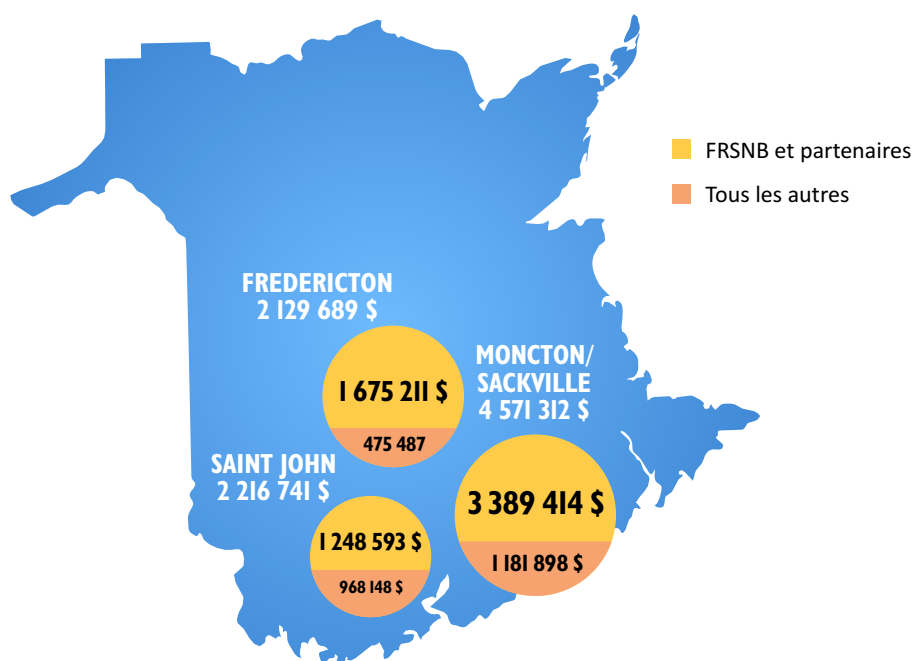 FRSNB et partenaires
Tous les autres
FREDERICTON
2 129 689 $
1 675 211 $
475 487
MONCTON/
SACKVILLE
4 571 312 $
3 389 414 $
1 181 898 $
SAINT JOHN
2 216 741 $
1 248 593 $
968 148 $